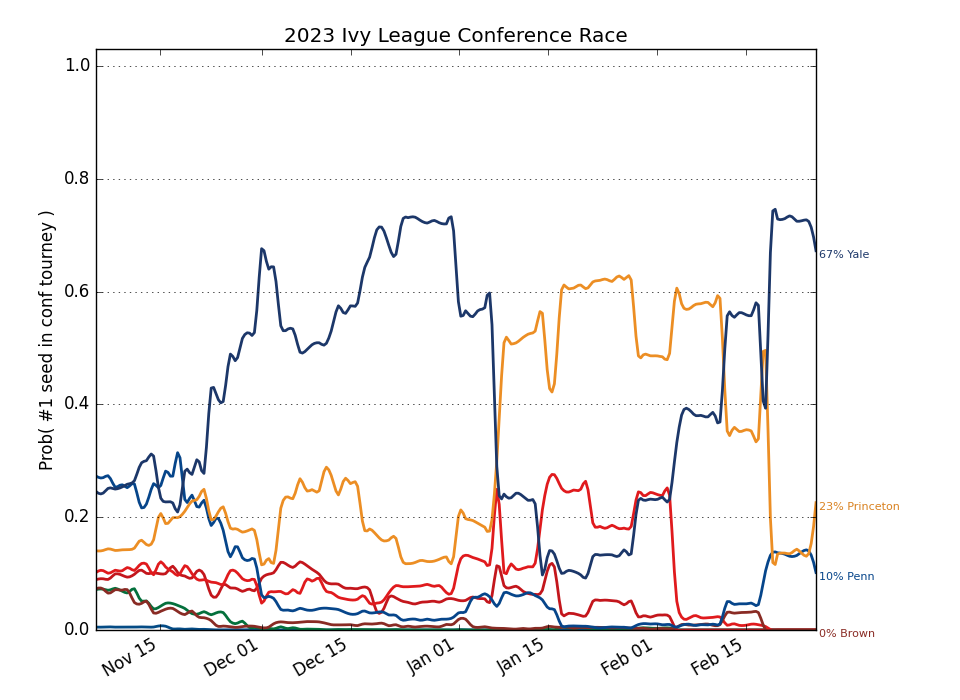 2023 Ivy League Conference Race
Prob( #1 seed in conf tourney )
1.0
0.8
0.6
0.4
0.2
0.0
67% Yale
23% Princeton
10% Penn
0% Brown
Nov 15
Dec 01
Dec 15
Jan 01
Jan 15
Feb 01
Feb 15